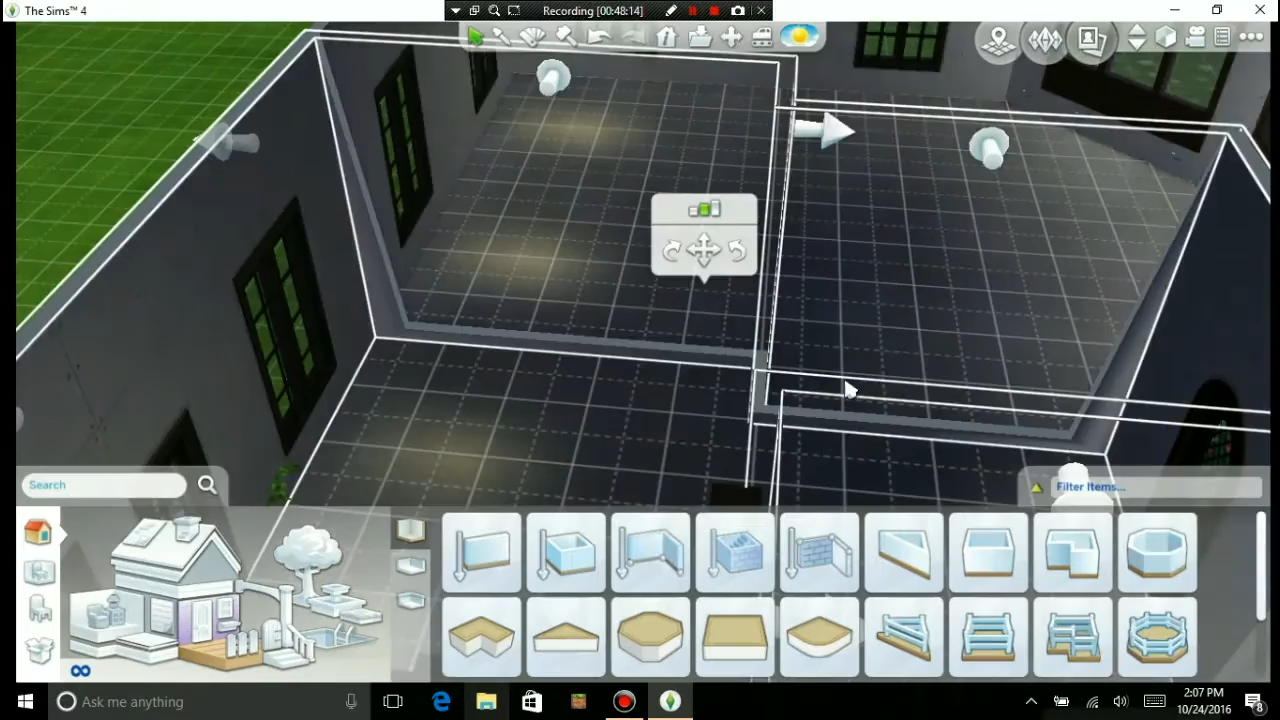 The Sims™ 4
Recording [00:48:14]
Search
Filter Items...
Ask me anything
2:07 PM
10/24/2016
8